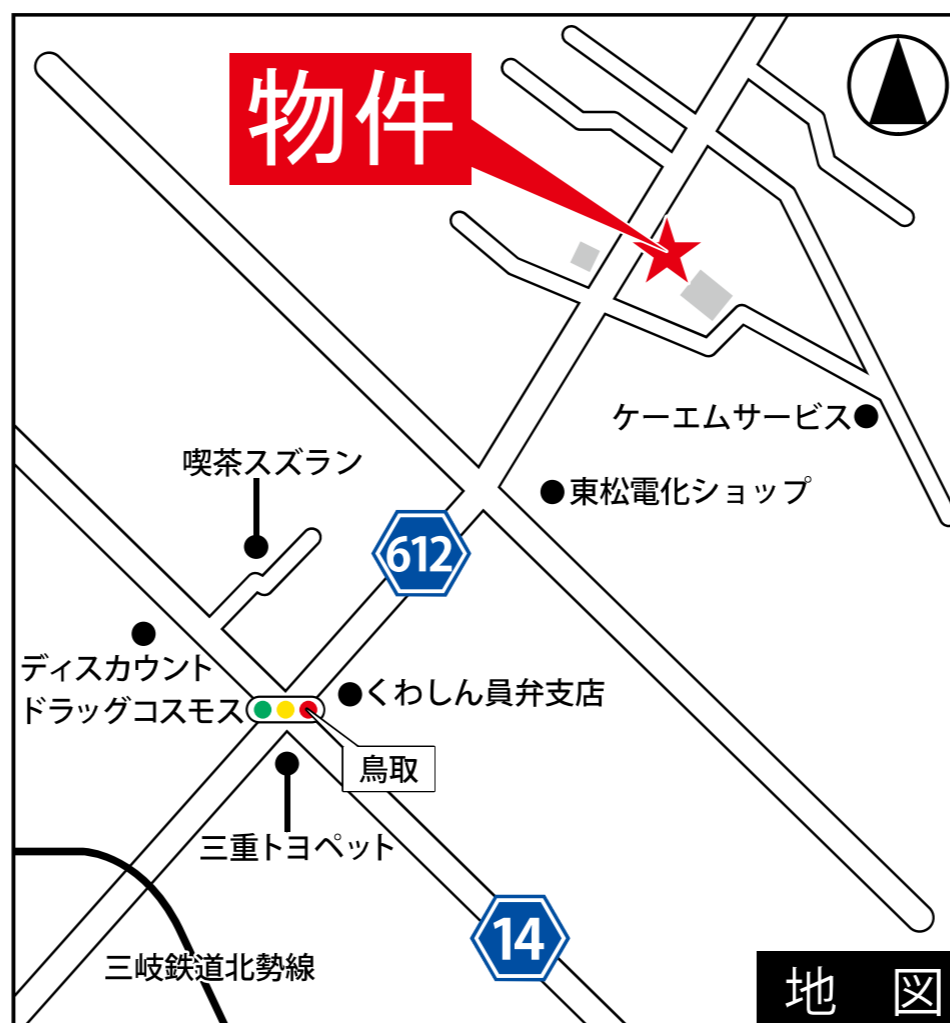 物件
ケーエムサービス
東松電化ショップ
喫茶スズラン
612
ディスカウント
ドラッグコスモス
くわしん員弁支店
鳥取
三重トヨペット
14
三岐鉄道北勢線
地 図